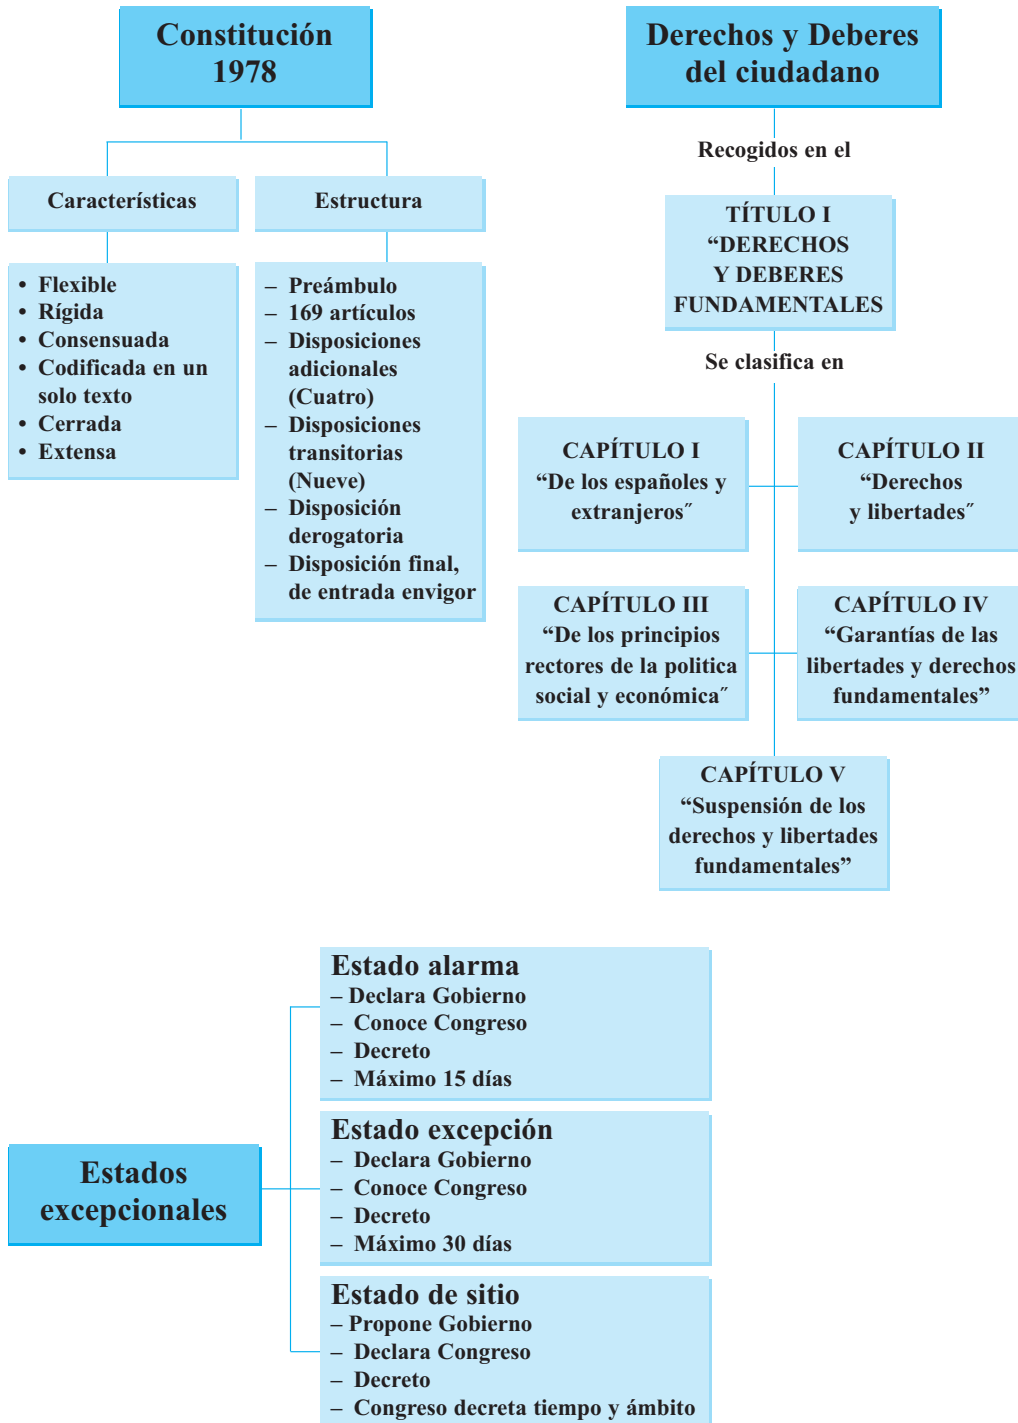 Constitución
1978
Características
• Flexible
• Rígida
• Consensuada
• Codificada en un
solo texto
• Cerrada
• Extensa
Estructura
– Preámbulo
– 169 artículos
– Disposiciones
adicionales
(Cuatro)
– Disposiciones
transitorias
(Nueve)
– Disposición
derogatoria
– Disposición final,
de entrada envigor
Derechos y Deberes
del ciudadano
Recogidos en el
TÍTULO I
“DERECHOS
Y DEBERES
FUNDAMENTALES
Se clasifica en
CAPÍTULO I
“De los españoles y
extranjeros˝
CAPÍTULO II
“Derechos
y libertades˝
CAPÍTULO III
“De los principios
rectores de la politica
social y económica˝
CAPÍTULO IV
“Garantías de las
libertades y derechos
fundamentales”
CAPÍTULO V
“Suspensión de los
derechos y libertades
fundamentales”
Estados
excepcionales
Estado alarma
– Declara Gobierno
– Conoce Congreso
– Decreto
– Máximo 15 días
Estado excepción
– Declara Gobierno
– Conoce Congreso
– Decreto
– Máximo 30 días
Estado de sitio
– Propone Gobierno
– Declara Congreso
– Decreto
– Congreso decreta tiempo y ámbito